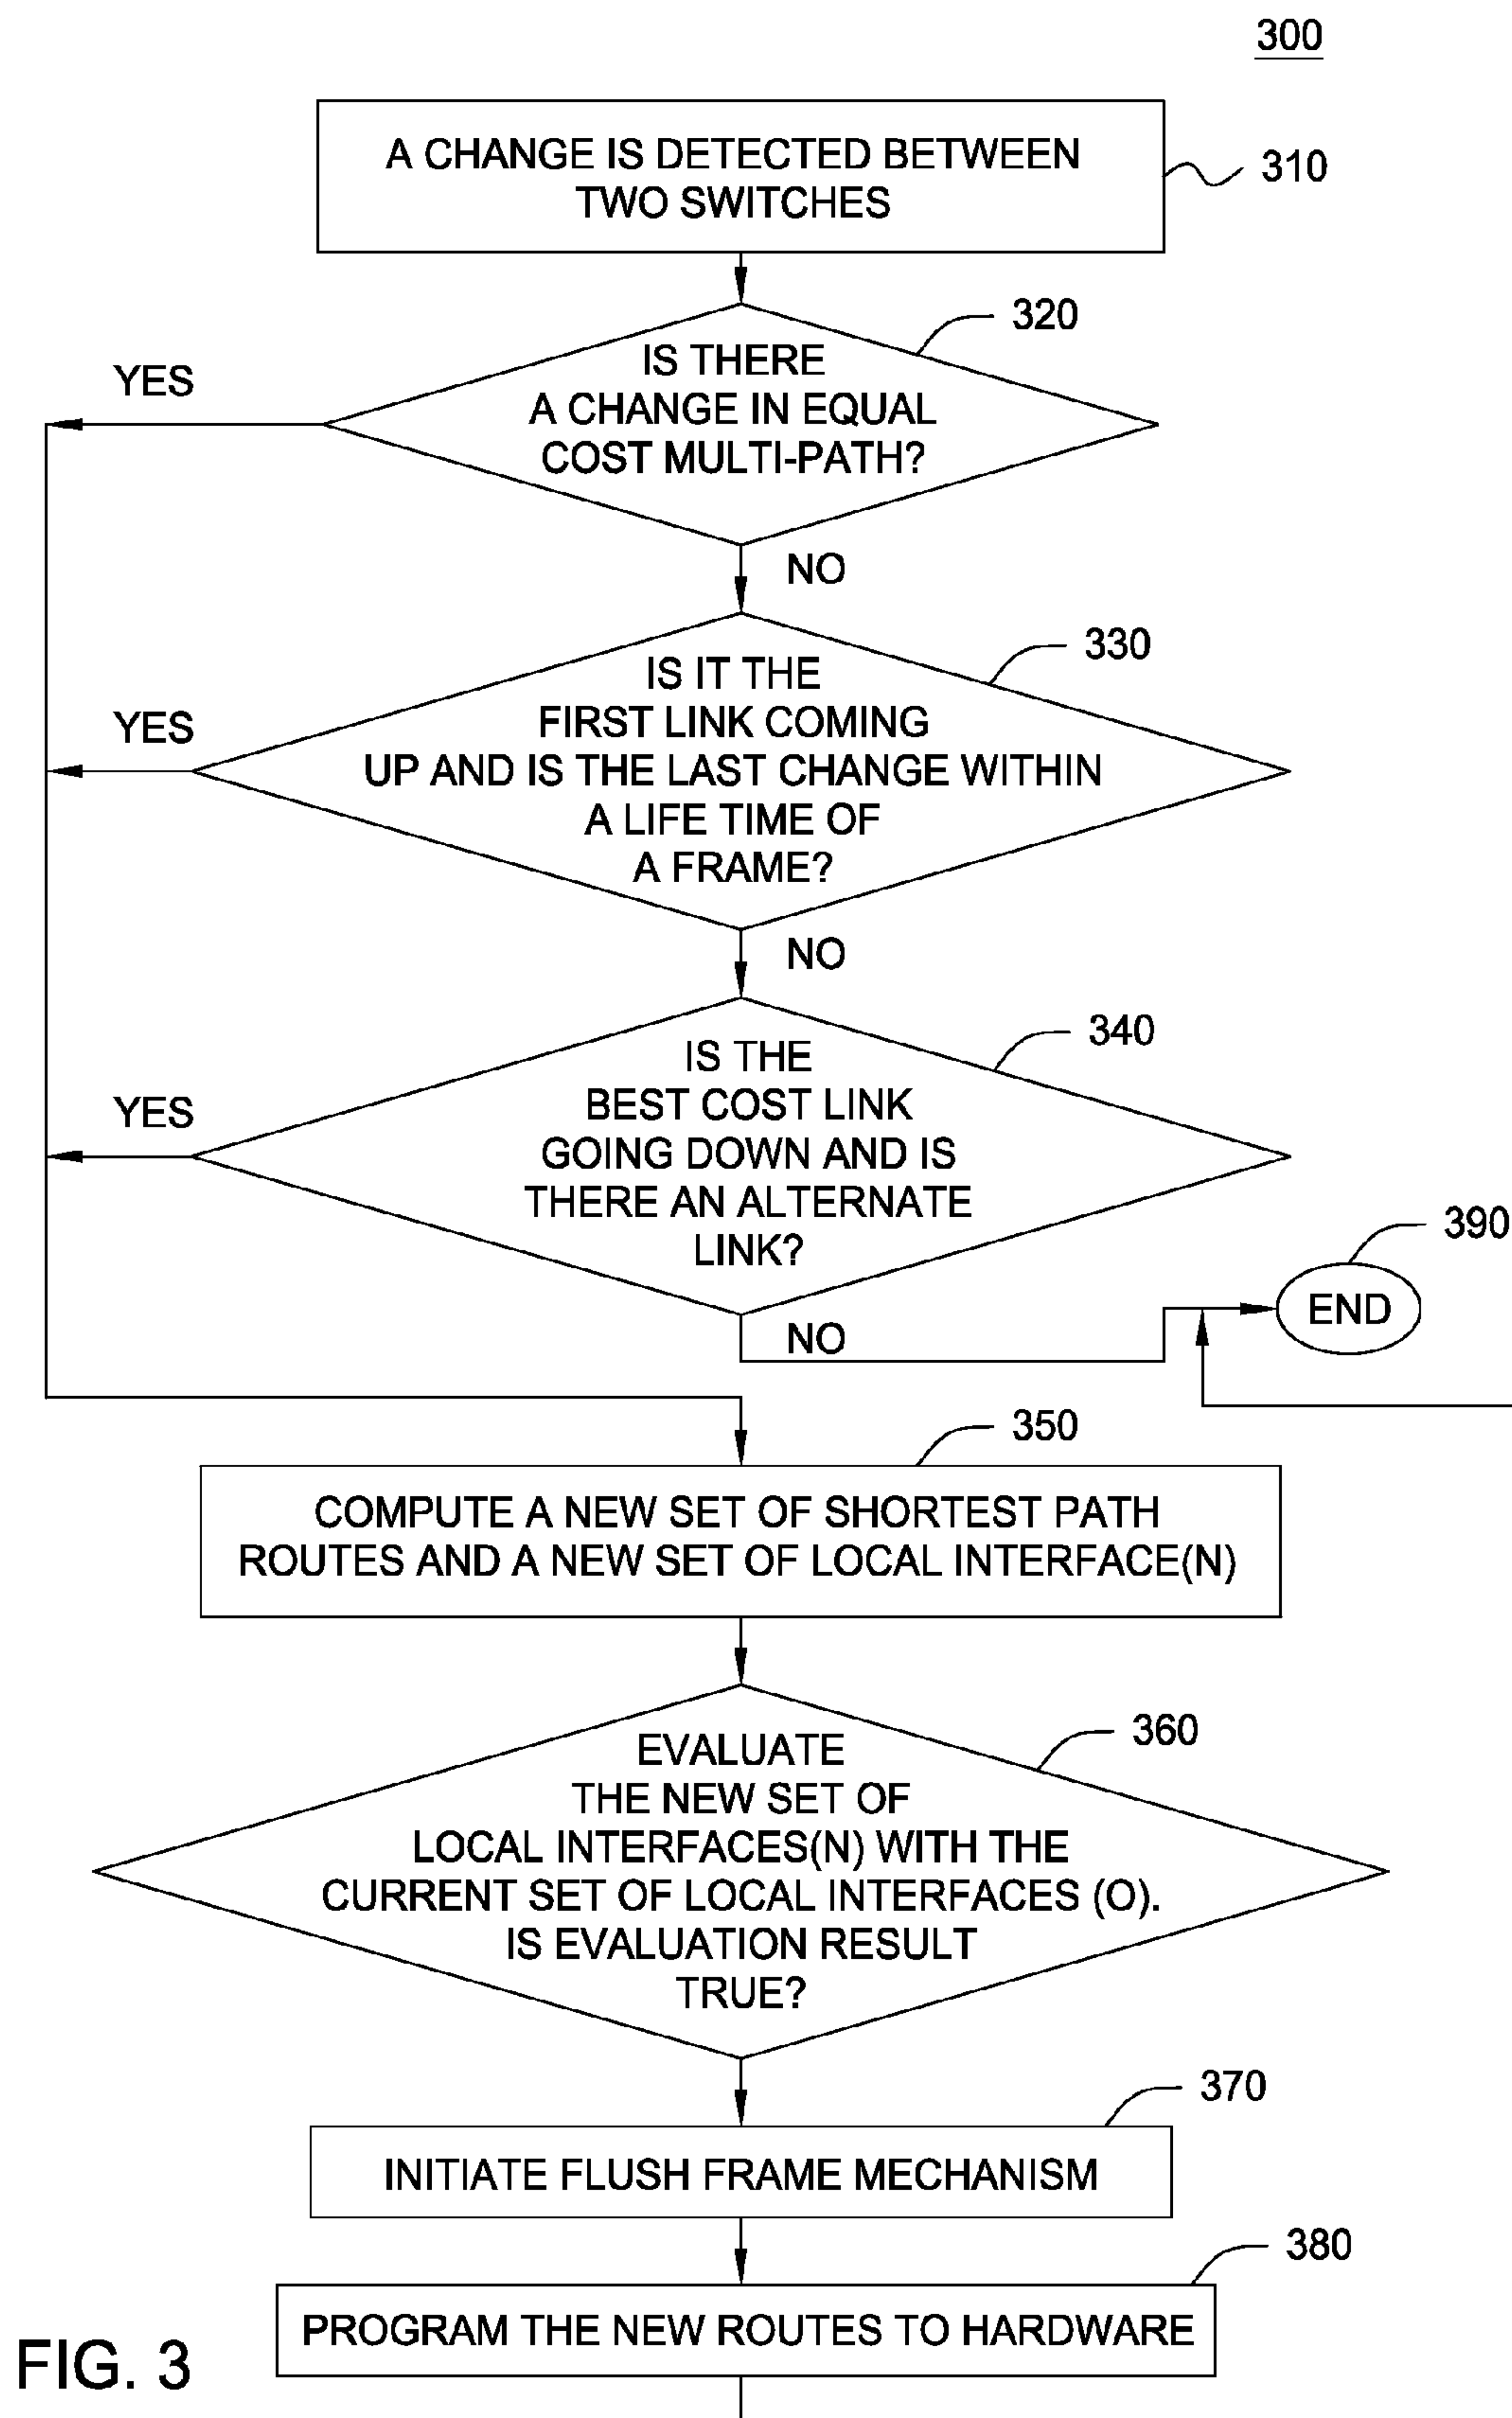 300
A CHANGE IS DETECTED BETWEEN
TWO SWITCHES
310
320
IS THERE
A CHANGE IN EQUAL
COST MULTI-PATH?
YES
NO
330
IS IT THE
FIRST LINK COMING
UP AND IS THE LAST CHANGE WITHIN
A LIFE TIME OF
A FRAME?
YES
NO
340
IS THE
BEST COST LINK
GOING DOWN AND IS
THERE AN ALTERNATE
LINK?
YES
NO
390
END
350
COMPUTE A NEW SET OF SHORTEST PATH
ROUTES AND A NEW SET OF LOCAL INTERFACE(N)
360
EVALUATE
THE NEW SET OF
LOCAL INTERFACES(N) WITH THE
CURRENT SET OF LOCAL INTERFACES (O).
IS EVALUATION RESULT
TRUE?
370
INITIATE FLUSH FRAME MECHANISM
380
PROGRAM THE NEW ROUTES TO HARDWARE
FIG. 3